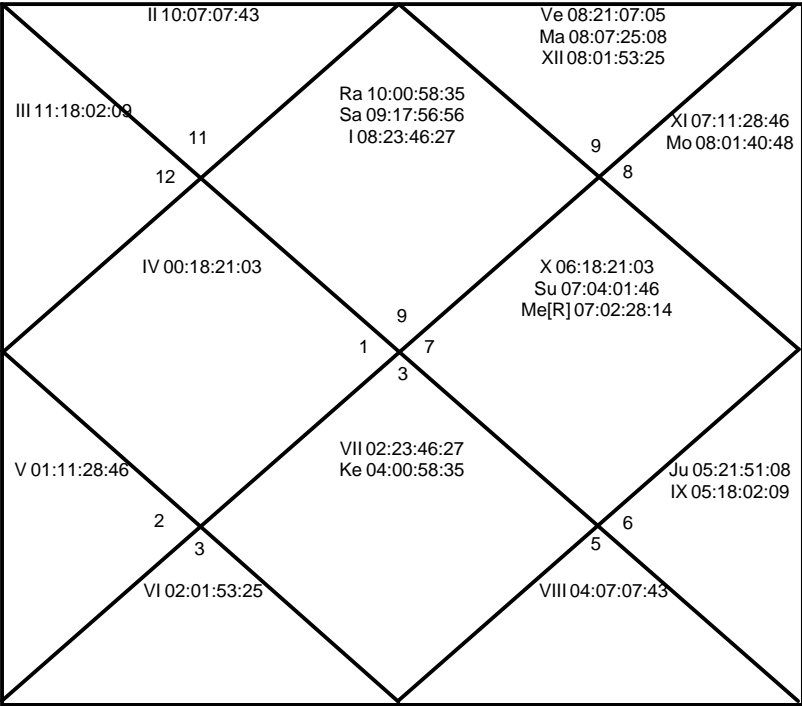 II 10:07:07:43
Ve 08:21:07:05
Ma 08:07:25:08
XII 08:01:53:25
III 11:18:02:09
11
12
Ra 10:00:58:35
Sa 09:17:56:56
I 08:23:46:27
9
8
XI 07:11:28:46
Mo 08:01:40:48
IV 00:18:21:03
X 06:18:21:03
Su 07:04:01:46
Me[R] 07:02:28:14
9
1
7
3
V 01:11:28:46
VII 02:23:46:27
Ke 04:00:58:35
Ju 05:21:51:08
IX 05:18:02:09
2
3
6
5
VI 02:01:53:25
VIII 04:07:07:43